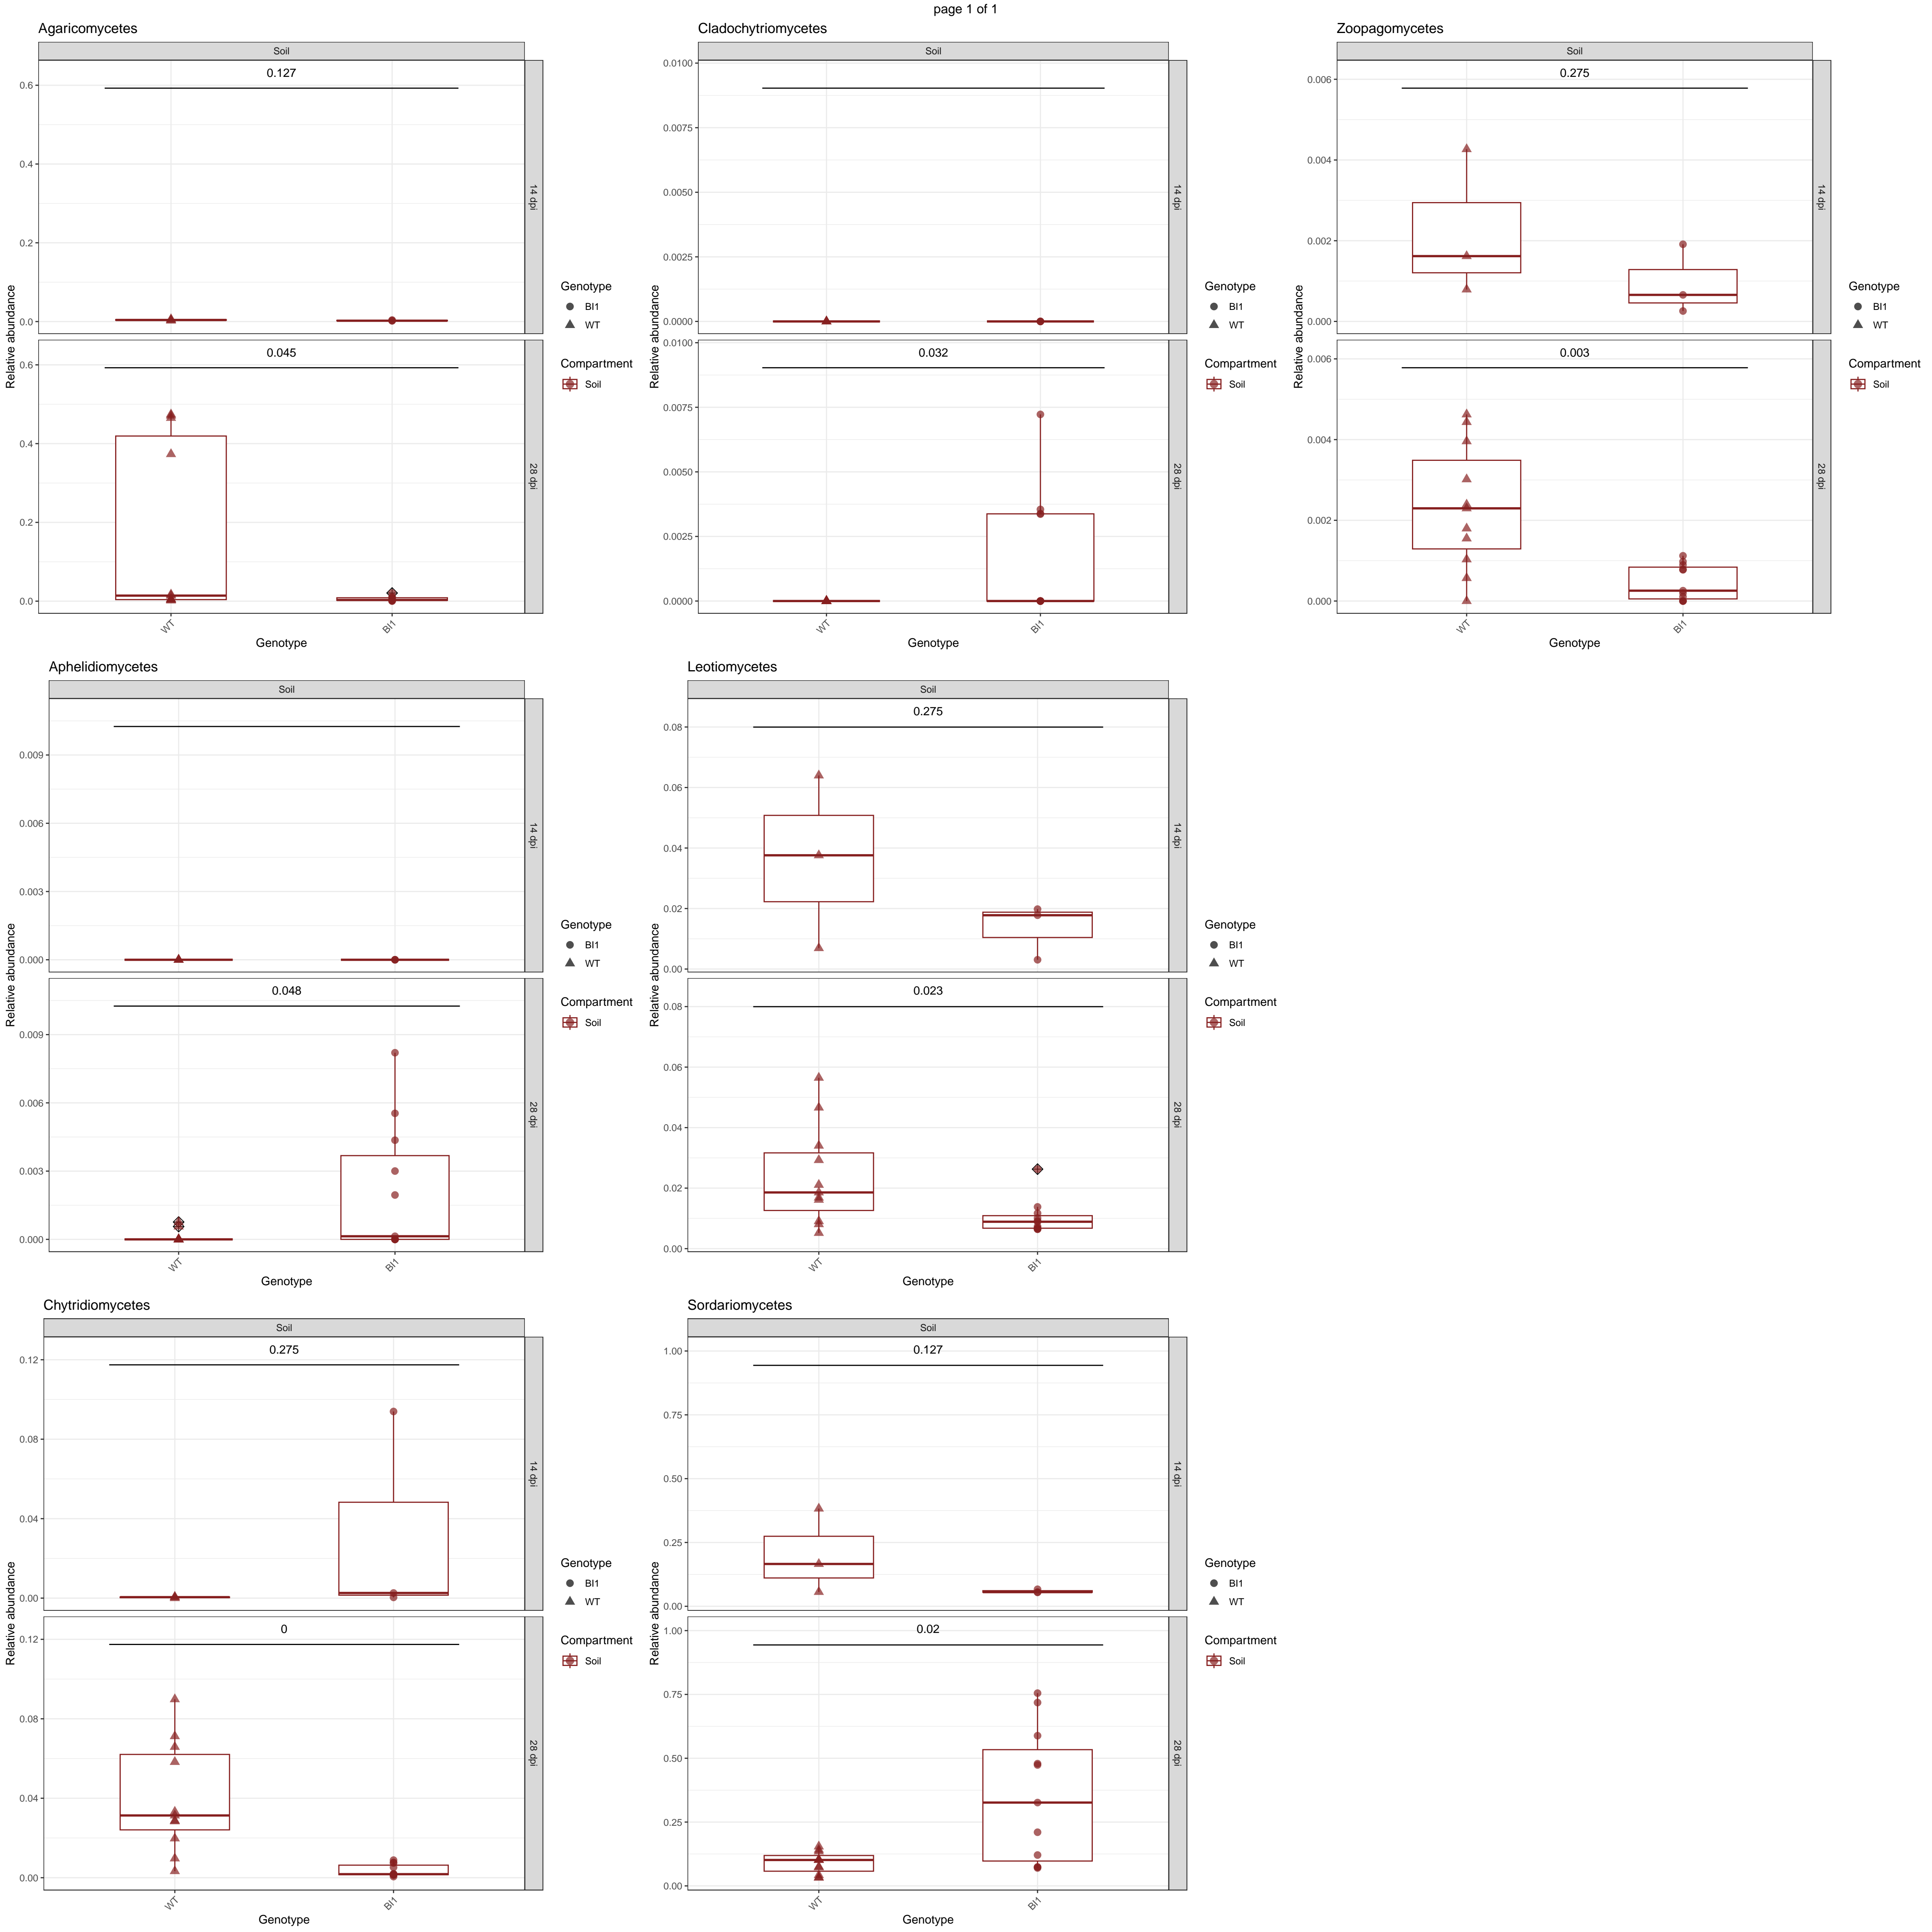 page 1 of 1
Agaricomycetes
Soil
0.127
0.6
0.4
0.2
0.0
14 dpi
0.045
0.6
0.4
0.2
0.0
28 dpi
WT
BI1
Genotype
Relative abundance
Genotype
BI1
WT
Compartment
Soil
Cladochytriomycetes
Soil
0.0100
0.0075
0.0050
0.0025
0.0000
14 dpi
0.032
0.0100
0.0075
0.0050
0.0025
0.0000
28 dpi
WT
BI1
Genotype
Relative abundance
Genotype
BI1
WT
Compartment
Soil
Zoopagomycetes
Soil
0.275
0.006
0.004
0.002
0.000
14 dpi
0.003
0.006
0.004
0.002
0.000
28 dpi
WT
BI1
Genotype
Relative abundance
Genotype
BI1
WT
Compartment
Soil
Aphelidiomycetes
Soil
0.009
0.006
0.003
0.000
14 dpi
0.048
0.009
0.006
0.003
0.000
28 dpi
WT
BI1
Genotype
Relative abundance
Genotype
BI1
WT
Compartment
Soil
Leotiomycetes
Soil
0.275
0.08
0.06
0.04
0.02
0.00
14 dpi
0.023
0.08
0.06
0.04
0.02
0.00
28 dpi
WT
BI1
Genotype
Relative abundance
Genotype
BI1
WT
Compartment
Soil
Chytridiomycetes
Soil
0.275
0.12
0.08
0.04
0.00
14 dpi
0
0.12
0.08
0.04
0.00
28 dpi
WT
BI1
Genotype
Relative abundance
Genotype
BI1
WT
Compartment
Soil
Sordariomycetes
Soil
0.127
1.00
0.75
0.50
0.25
0.00
14 dpi
0.02
1.00
0.75
0.50
0.25
0.00
28 dpi
WT
BI1
Genotype
Relative abundance
Genotype
BI1
WT
Compartment
Soil